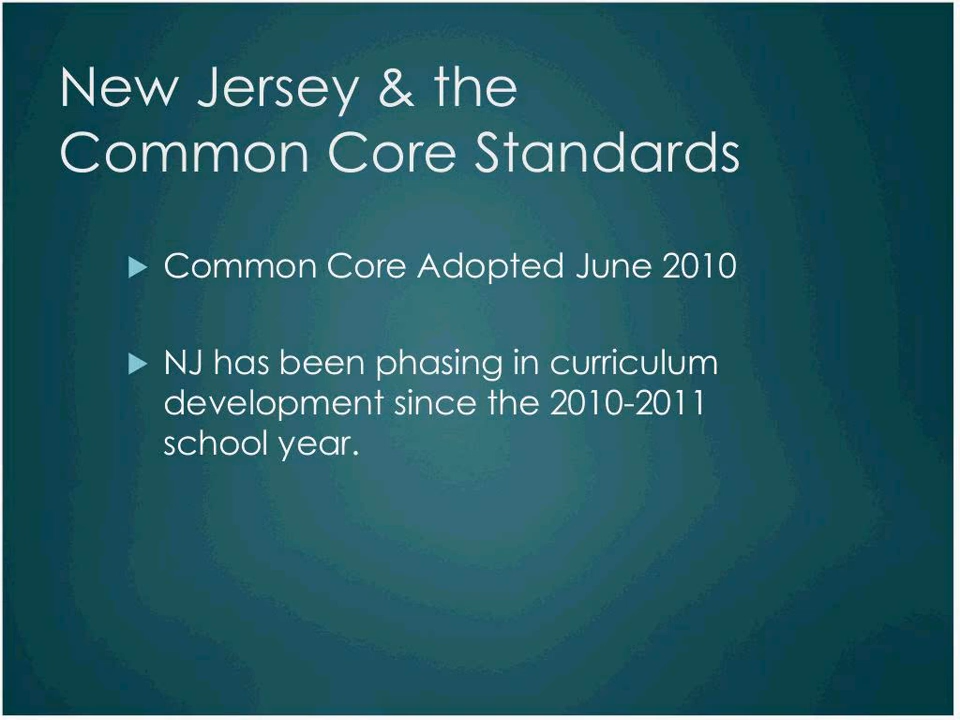 New Jersey & the
Common Core Standards
Common Core Adopted June 2010
NJ has been phasing in curriculum
development since the 2010-2011
school year.